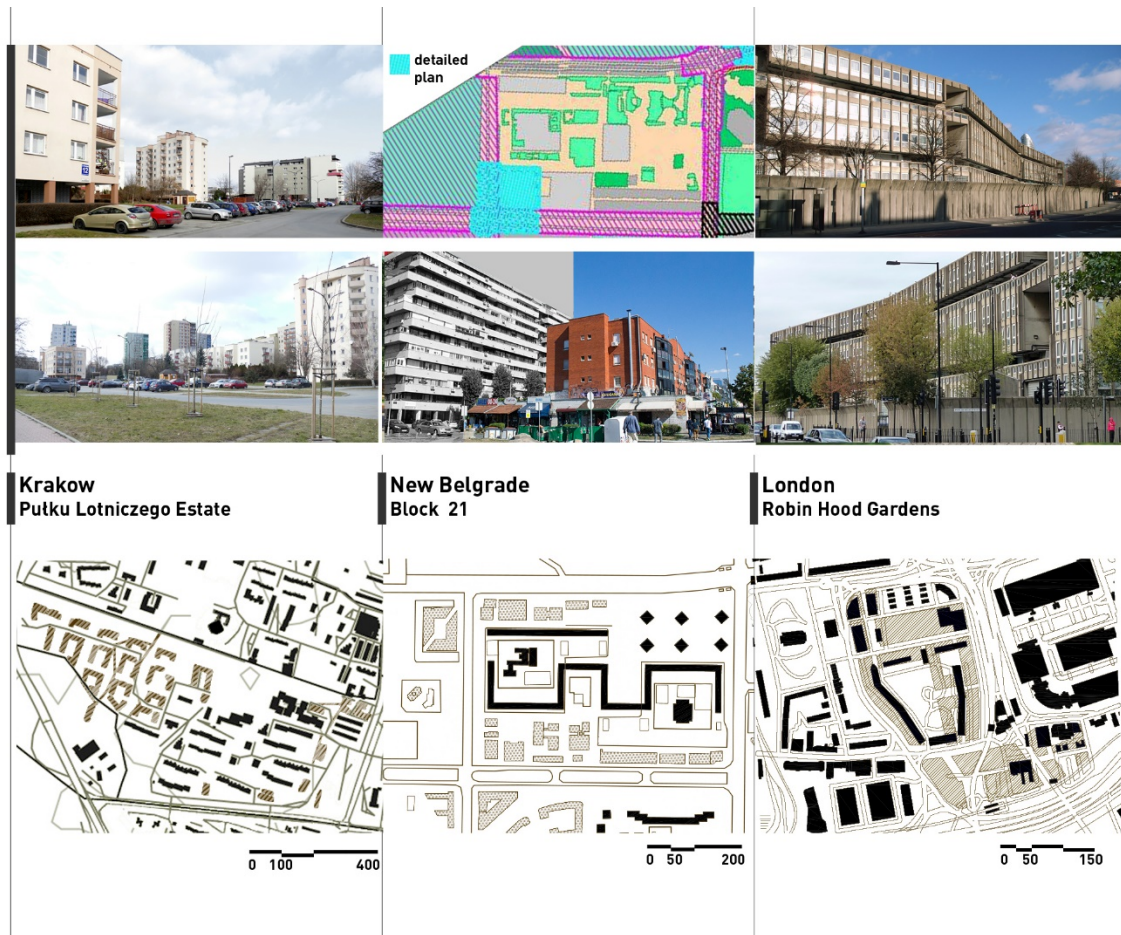 detailed
plan
Krakow
Pułku Lotniczego Estate
New Belgrade
Block 21
London
Robin Hood Gardens
0 100 400
0 50 200
0 50 150